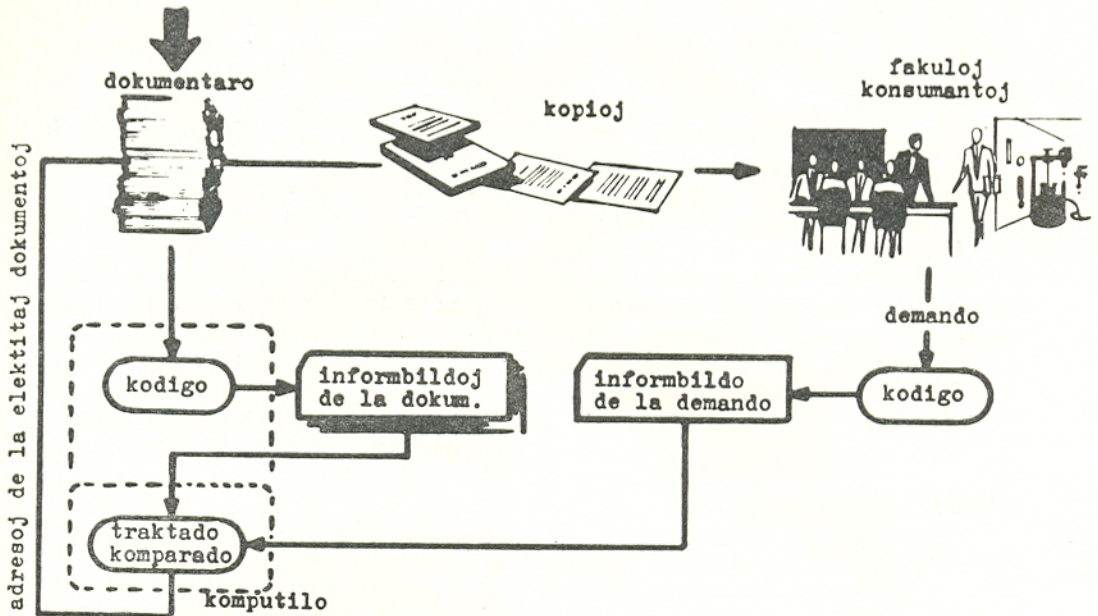 dokumentaro
kopioj
fakuloj
konsumantoj
adresoj de la elektitaj dokumentoj
demando
kodigo
informbildoj
de la dokum.
informbildo
de la demando
kodigo
traktado
komparado
komputilo